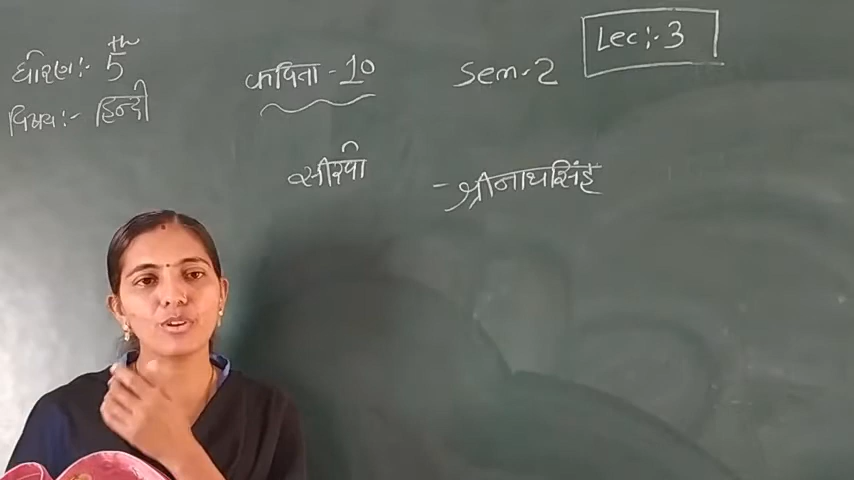 Lec:- 3
धोरण:- 5th
कविता - 10
Sem-2
विषय:- हिन्दी
सीखो
- श्रीनाथसिंह